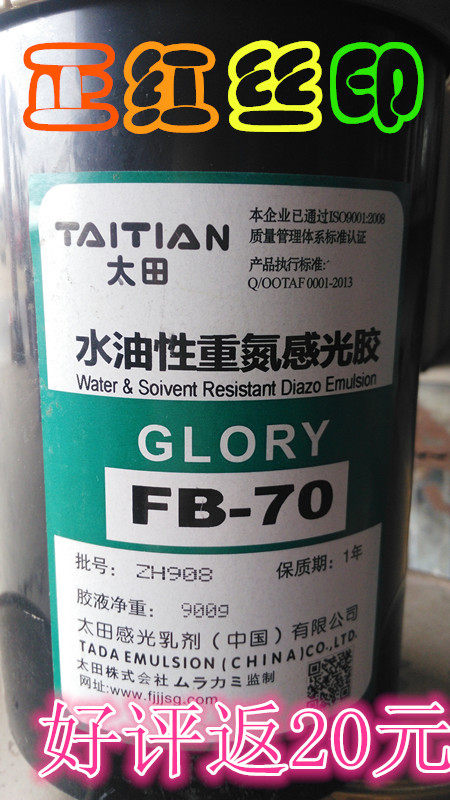 正红丝印
TAITIAN
太田
本企业已通过ISO9001:2008
质量管理体系标准认证
产品执行标准:
Q/OOTAF 0001-2013
水油性重氮感光胶
Water & Soivent Resistant Diazo Emulsion
GLORY
FB-70
批号: ZH908 保质期: 1年
胶液净重: 900g
太田感光乳剂（中国）有限公司
TADA EMULSION (CHINA) CO., LTD.
太田株式会社ムラカミ监制
网址:www.fjjjsg.com
好评返20元